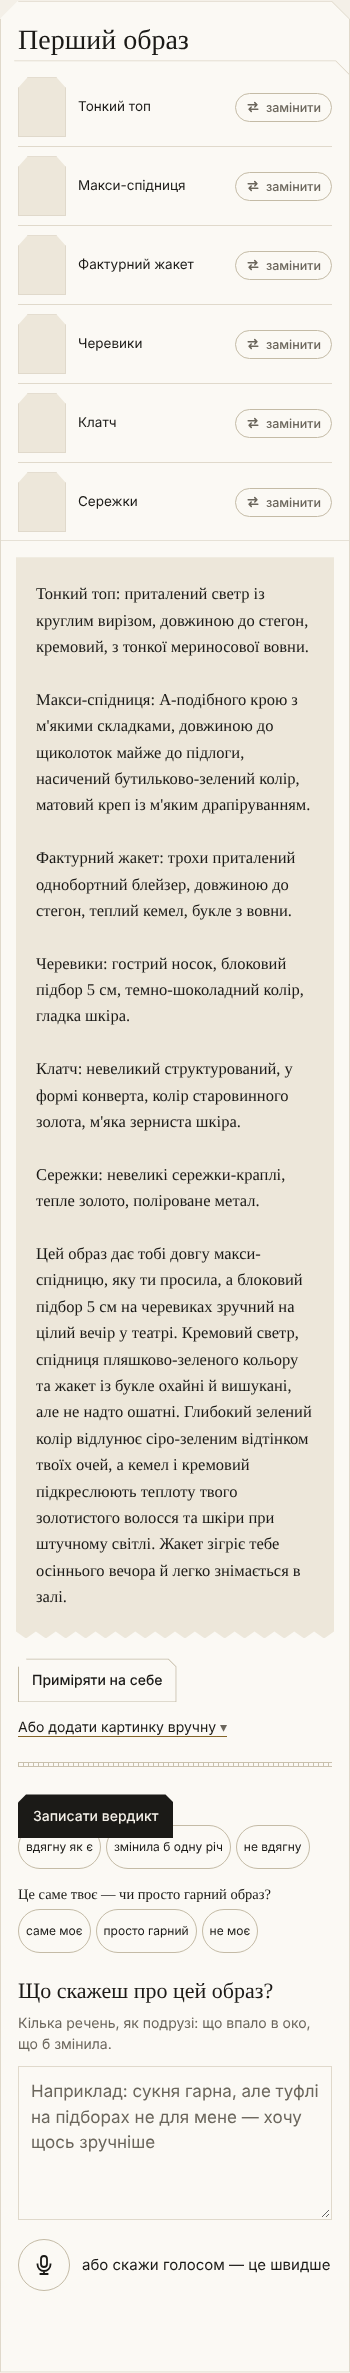 Перший образ
Тонкий топ
замінити
Макси-спідниця
замінити
Фактурний жакет
замінити
Черевики
замінити
Клатч
замінити
Сережки
замінити
Тонкий топ: приталений светр із
круглим вирізом, довжиною до стегон,
кремовий, з тонкої мериносової вовни.
Макси-спідниця: А-подібного крою з
м'якими складками, довжиною до
щиколоток майже до підлоги,
насичений бутильково-зелений колір,
матовий креп із м'яким драпіруванням.
Фактурний жакет: трохи приталений
однобортний блейзер, довжиною до
стегон, теплий кемел, букле з вовни.
Черевики: гострий носок, блоковий
підбор 5 см, темно-шоколадний колір,
гладка шкіра.
Клатч: невеликий структурований, у
формі конверта, колір старовинного
золота, м'яка зерниста шкіра.
Сережки: невеликі сережки-краплі,
тепле золото, поліроване метал.
Цей образ дає тобі довгу макси-
спідницю, яку ти просила, а блоковий
підбор 5 см на черевиках зручний на
цілий вечір у театрі. Кремовий светр,
спідниця пляшково-зеленого кольору
та жакет із букле охайні й вишукані,
але не надто ошатні. Глибокий зелений
колір відлунює сіро-зеленим відтінком
твоїх очей, а кемел і кремовий
підкреслюють теплоту твого
золотистого волосся та шкіри при
штучному світлі. Жакет зігріє тебе
осіннього вечора й легко знімається в
залі.
Приміряти на себе
Або додати картинку вручну ▾
Записати вердикт
вдягну як є
змінила б одну річ
не вдягну
Це саме твоє — чи просто гарний образ?
саме моє
просто гарний
не моє
Що скажеш про цей образ?
Кілька речень, як подрузі: що впало в око,
що б змінила.
Наприклад: сукня гарна, але туфлі
на підборах не для мене — хочу
щось зручніше
або скажи голосом — це швидше